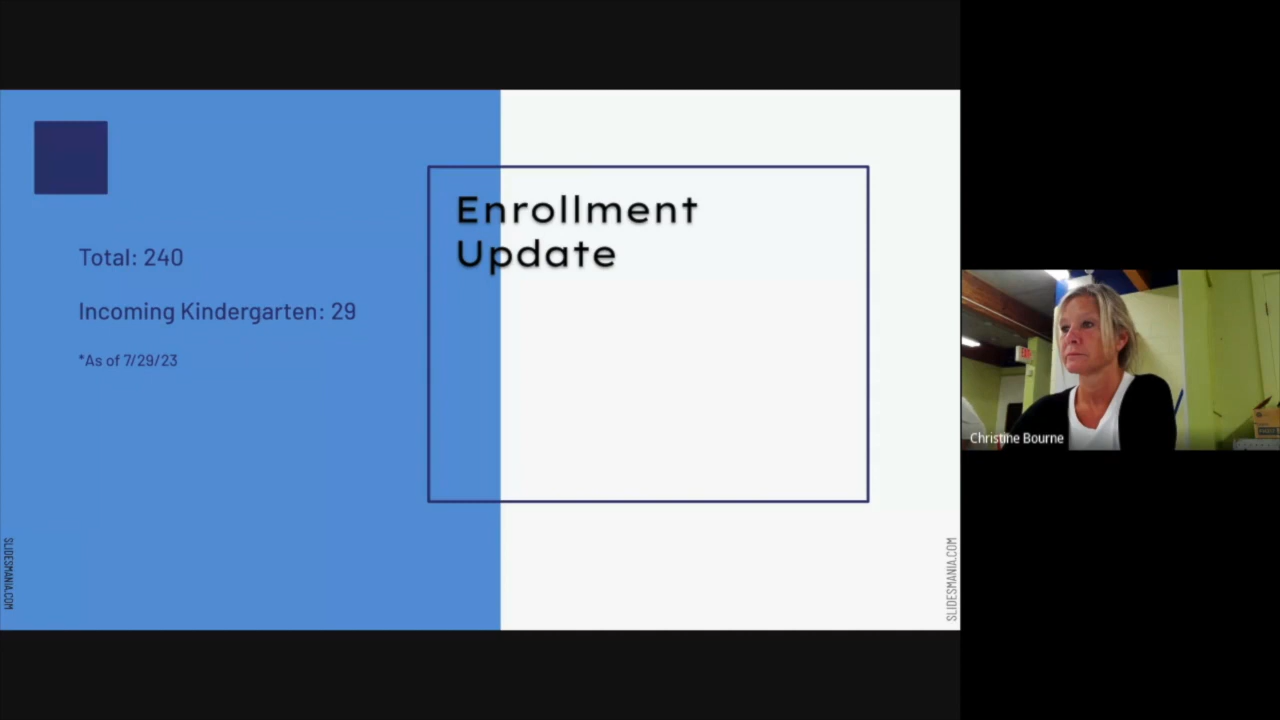 Enrollment
Update
Total: 240
Incoming Kindergarten: 29
*As of 7/29/23
SLIDESMANIA.COM
SLIDESMANIA.COM
Christine Bourne